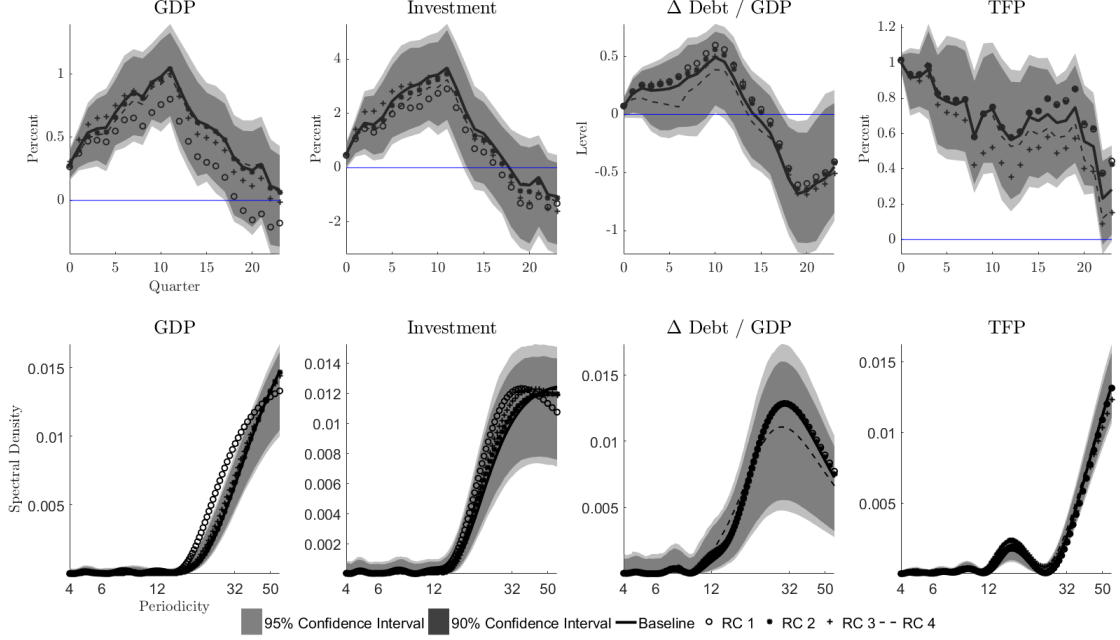 GDP
Investment
Δ Debt / GDP
TFP
Percent
1
0.5
0
0 5 10 15 20
Quarter
Percent
4
2
0
-2
0 5 10 15 20
Level
0.5
0
-0.5
-1
0 5 10 15 20
Percent
1.2
1
0.8
0.6
0.4
0.2
0
0 5 10 15 20
GDP
Investment
Δ Debt / GDP
TFP
Spectral Density
0.015
0.01
0.005
4 6 12 32 50
Periodicity
0.014
0.012
0.01
0.008
0.006
0.004
0.002
4 6 12 32 50
0.015
0.01
0.005
4 6 12 32 50
0.015
0.01
0.005
4 6 12 32 50
95% Confidence Interval 90% Confidence Interval Baseline RC 1 RC 2 RC 3 RC 4